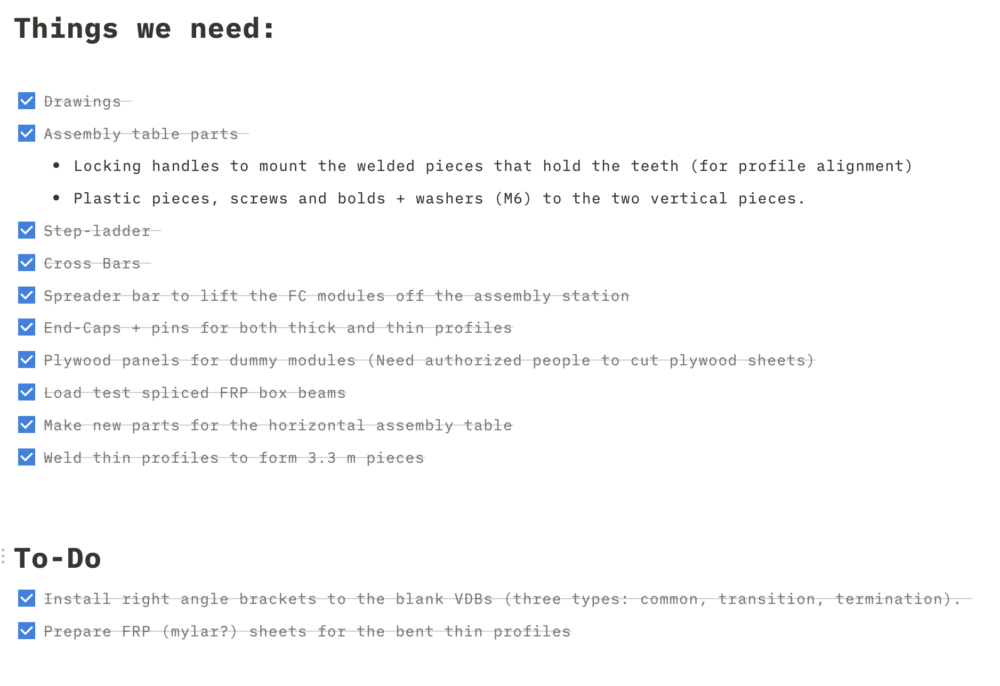 Things we need:
Drawings
Assembly table parts
Locking handles to mount the welded pieces that hold the teeth (for profile alignment)
Plastic pieces, screws and bolds + washers (M6) to the two vertical pieces.
Step-ladder
Cross Bars
Spreader bar to lift the FC modules off the assembly station
End-Caps + pins for both thick and thin profiles
Plywood panels for dummy modules (Need authorized people to cut plywood sheets)
Load test spliced FRP box beams
Make new parts for the horizontal assembly table
Weld thin profiles to form 3.3 m pieces
To-Do
Install right angle brackets to the blank VDBs (three types: common, transition, termination).
Prepare FRP (mylar?) sheets for the bent thin profiles